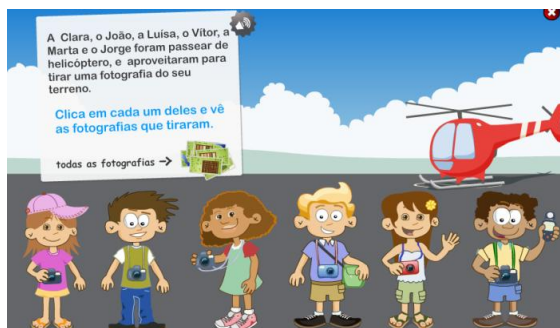 A Clara, o João, a Luísa, o Vítor, a
Marta e o Jorge foram passear de
helicóptero, e aproveitaram para
tirar uma fotografia do seu
terreno.
Clica em cada um deles e vê
as fotografias que tiraram.
todas as fotografias →